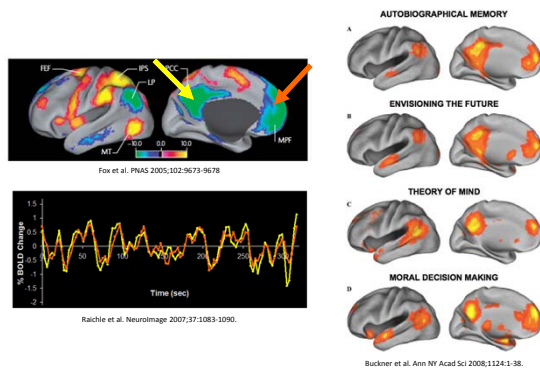 FEF
IPS
PCC
LP
MT
MPF
-10.0
-2.0
2.0
10.0
Fox et al. PNAS 2005;102:9673-9678
% BOLD Change
1.5
1
0.5
0
-0.5
-1
-1.5
-2
50
100
150
200
250
300
Time (sec)
Raichle et al. NeuroImage 2007;37:1083-1090.
AUTOBIOGRAPHICAL MEMORY
A
ENVISIONING THE FUTURE
B
THEORY OF MIND
C
MORAL DECISION MAKING
D
Buckner et al. Ann NY Acad Sci 2008;1124:1-38.